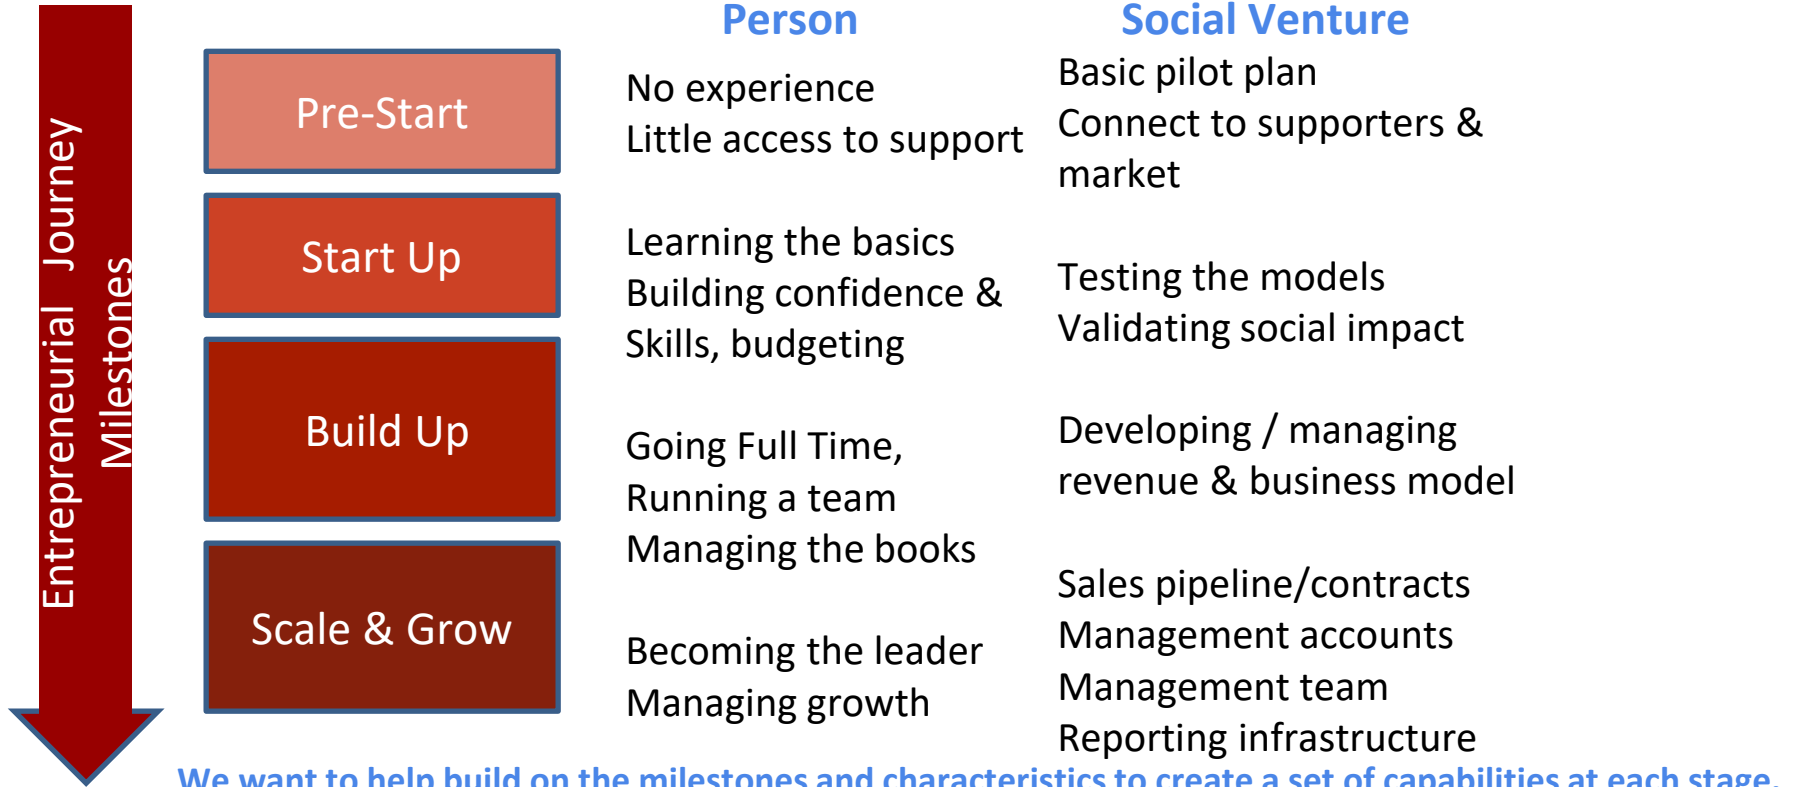 Entrepreneurial Journey
Milestones
Person
Social Venture
Pre-Start
No experience
Little access to support
Basic pilot plan
Connect to supporters &
market
Start Up
Learning the basics
Building confidence &
Skills, budgeting
Testing the models
Validating social impact
Build Up
Going Full Time,
Running a team
Managing the books
Developing / managing
revenue & business model
Scale & Grow
Becoming the leader
Managing growth
Sales pipeline/contracts
Management accounts
Management team
Reporting infrastructure
We want to help build on the milestones and characteristics to create a set of capabilities at each stage.